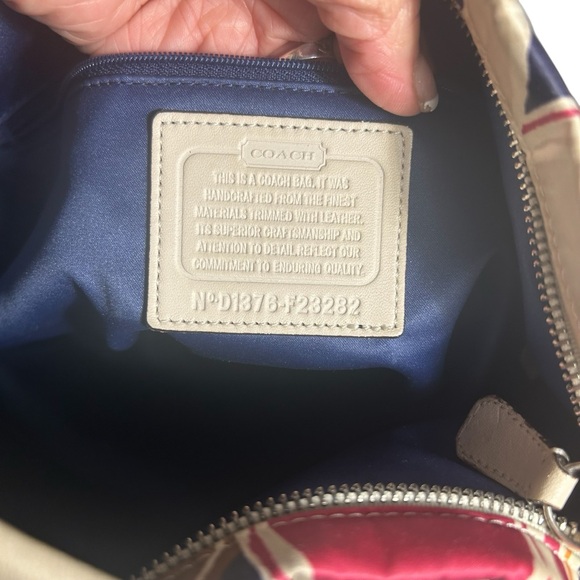 COACH
THIS IS A COACH BAG. IT WAS
HANDCRAFTED FROM THE FINEST
MATERIALS TRIMMED WITH LEATHER.
ITS SUPERIOR CRAFTSMANSHIP AND
ATTENTION TO DETAIL REFLECT OUR
COMMITMENT TO ENDURING QUALITY.
Nº D1376-F23282